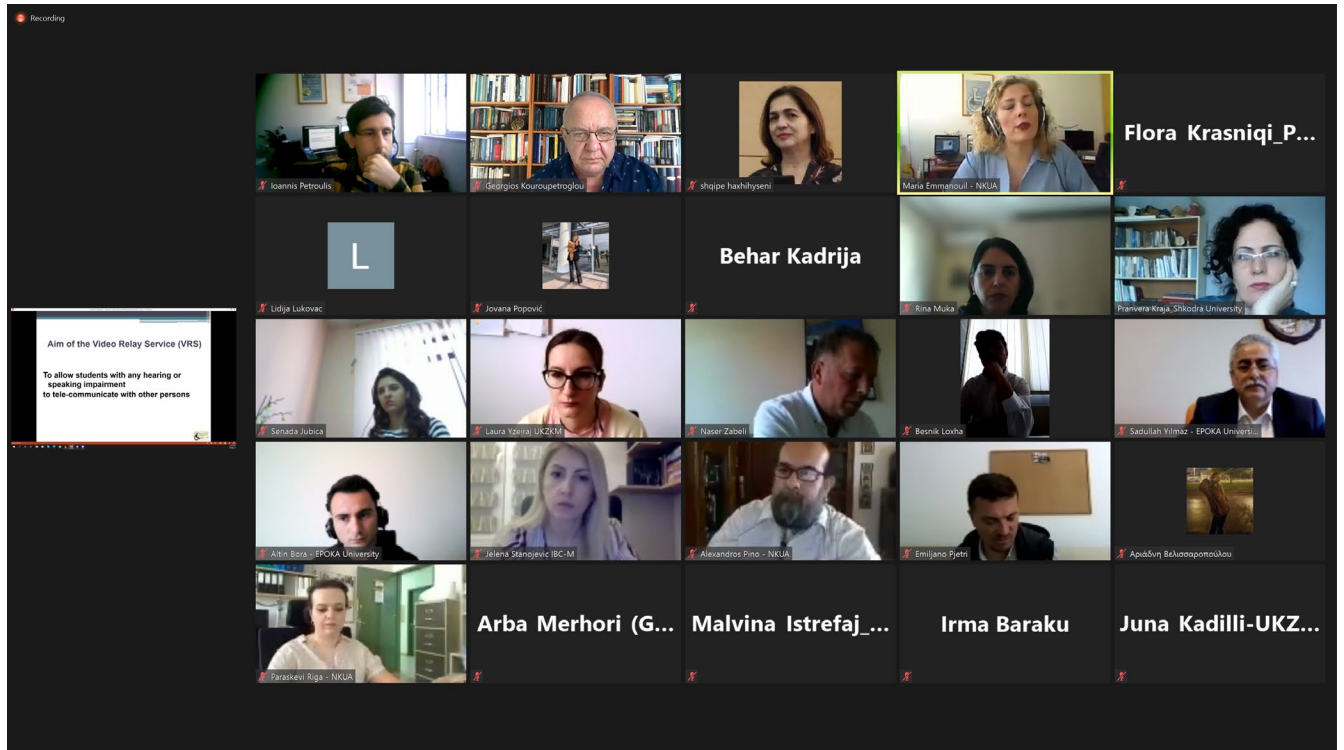 Recording
Ioannis Petroulis
Georgios Kouroupetroglou
shqipe haxhihyseni
Maria Emmanouil - NKUA
Flora Krasniqi_P...
L
Lidija Lukovac
Jovana Popović
Behar Kadrija
Rina Muka
Pranvera Kraja_Shkodra University
Aim of the Video Relay Service (VRS)
To allow students with any hearing or
speaking impairment
to tele-communicate with other persons
Senada Jubica
Laura Yzeiraj UKZKM
Naser Zabeli
Besnik Loxha
Sadullah Yılmaz - EPOKA Universi...
Altin Bora - EPOKA University
Jelena Stanojevic IBC-M
Alexandros Pino - NKUA
Emiljano Pjetri
Αριάδνη Βελισσαροπούλου
Paraskevi Riga - NKUA
Arba Merhori (G...
Malvina Istrefaj_...
Irma Baraku
Juna Kadilli-UKZ...